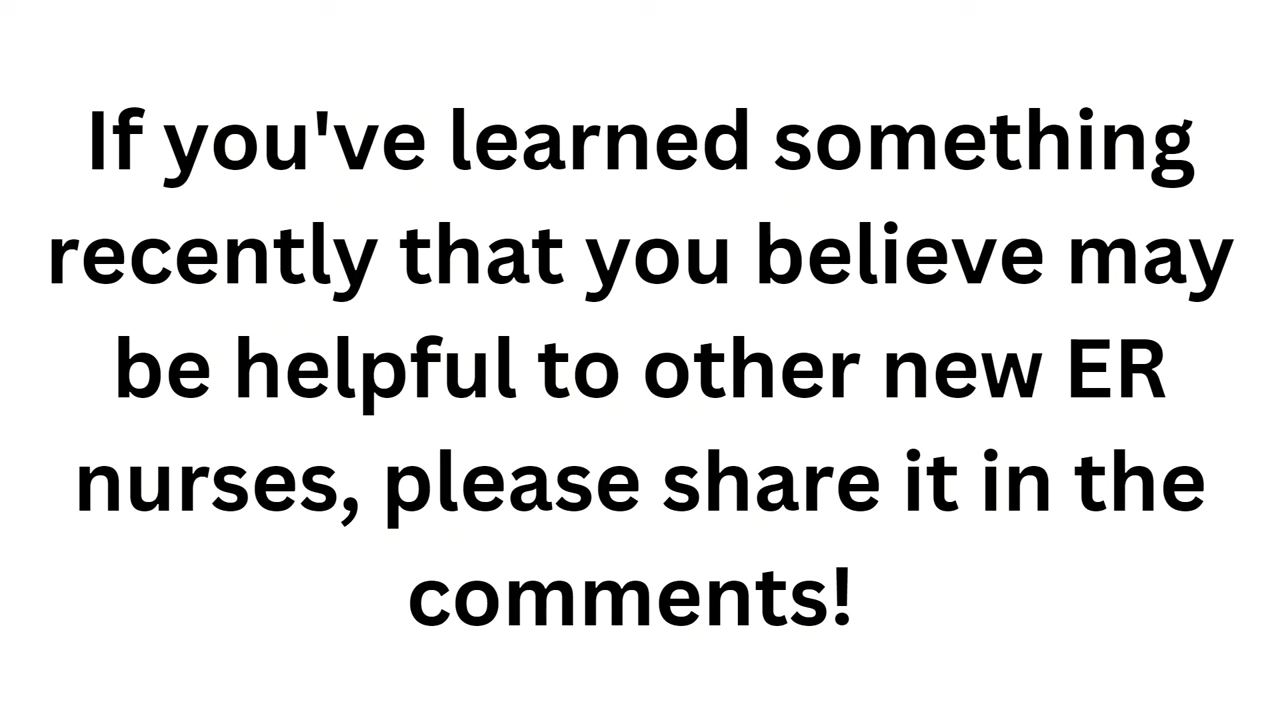 If you've learned something
recently that you believe may
be helpful to other new ER
nurses, please share it in the
comments!